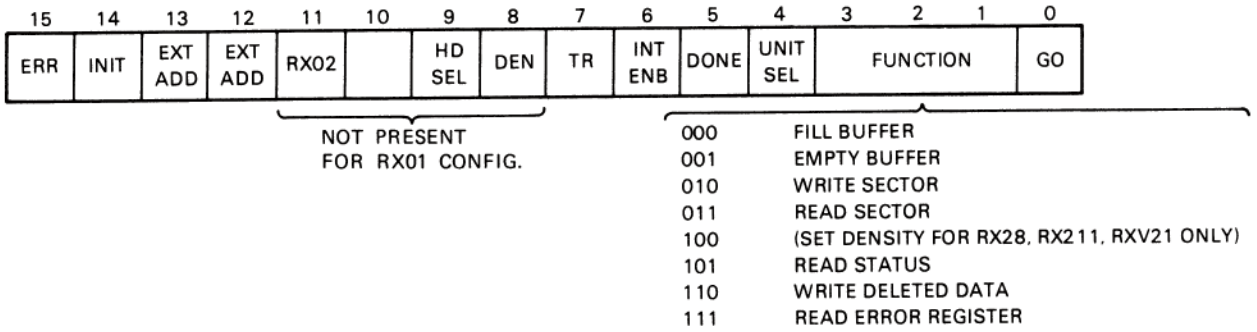 15 14 13 12 11 10 9 8 7 6 5 4 3 2 1 0
ERR INIT EXT ADD EXT ADD RX02 HD SEL DEN TR INT ENB DONE UNIT SEL FUNCTION GO
NOT PRESENT
FOR RX01 CONFIG.
000 FILL BUFFER
001 EMPTY BUFFER
010 WRITE SECTOR
011 READ SECTOR
100 (SET DENSITY FOR RX28, RX211, RXV21 ONLY)
101 READ STATUS
110 WRITE DELETED DATA
111 READ ERROR REGISTER